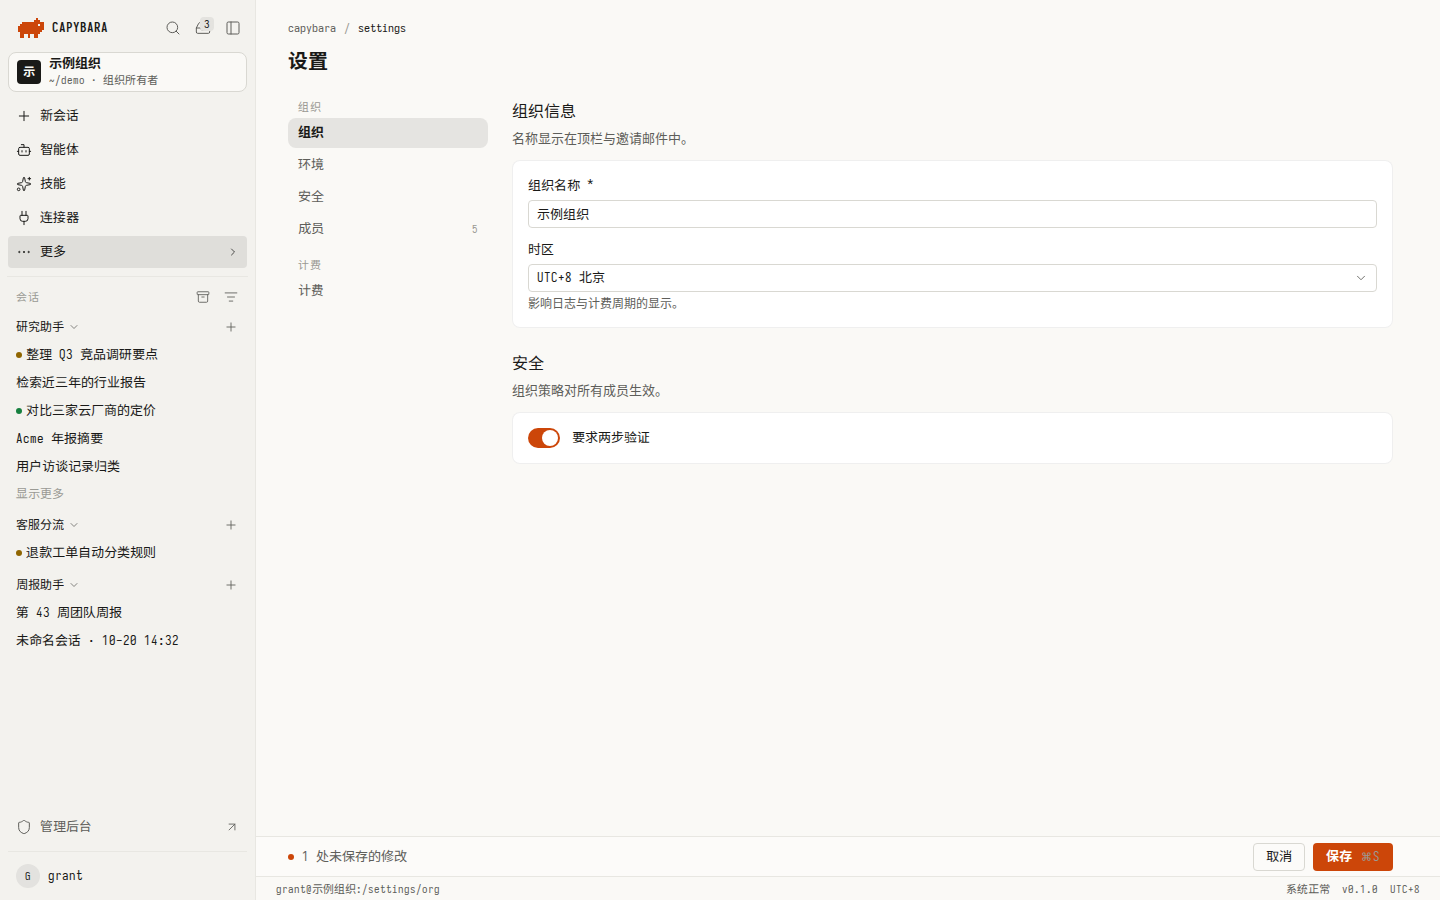 CAPYBARA
3
示 示例组织
~/demo · 组织所有者
新会话
智能体
技能
连接器
更多
会话
研究助手
整理 Q3 竞品调研要点
检索近三年的行业报告
对比三家云厂商的定价
Acme 年报摘要
用户访谈记录归类
显示更多
客服分流
退款工单自动分类规则
周报助手
第 43 周团队周报
未命名会话 · 10-20 14:32
管理后台
G grant
capybara / settings
设置
组织
组织
环境
安全
成员 5
计费
计费
组织信息
名称显示在顶栏与邀请邮件中。
组织名称 *
示例组织
时区
UTC+8 北京
影响日志与计费周期的显示。
安全
组织策略对所有成员生效。
要求两步验证
1 处未保存的修改
取消
保存 ⌘S
grant@示例组织:/settings/org
系统正常 v0.1.0 UTC+8